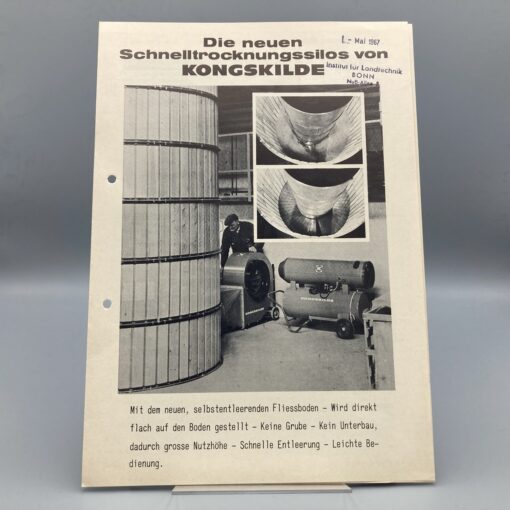 Die neuen
Schnelltrocknungssilos von
KONGSKILDE
Mai 1967
Institut für Landtechnik
BONN
KONGSKILDE
Mit dem neuen, selbstentleerenden Fliessboden – Wird direkt
flach auf den Boden gestellt – Keine Grube – Kein Unterbau,
dadurch grosse Nutzhöhe – Schnelle Entleerung – Leichte Be-
dienung.